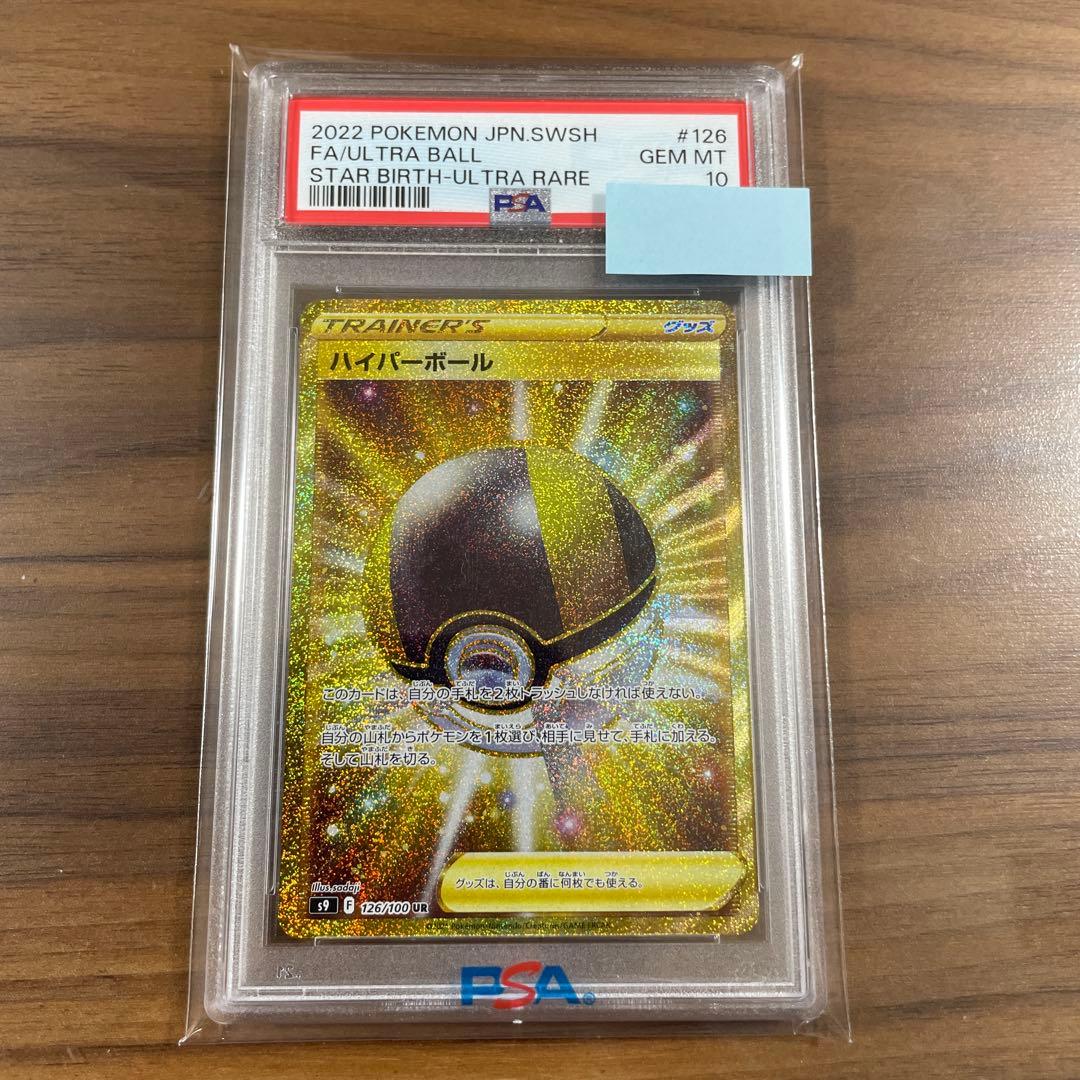 2022 POKEMON JPN.SWSH #126
FA/ULTRA BALL GEM MT
STAR BIRTH-ULTRA RARE 10
PSA
TRAINER'S グッズ
ハイパーボール
このカードは、自分の手札を2枚トラッシュしなければ使えない。
自分の山札からポケモンを1枚選び、相手に見せて、手札に加える。
そして山札を切る。
グッズは、自分の番に何枚でも使える。
Illus.sadaji
s9 F 126/100 UR
Pokémon/Nintendo/Creatures/GAME FREAK
PSA